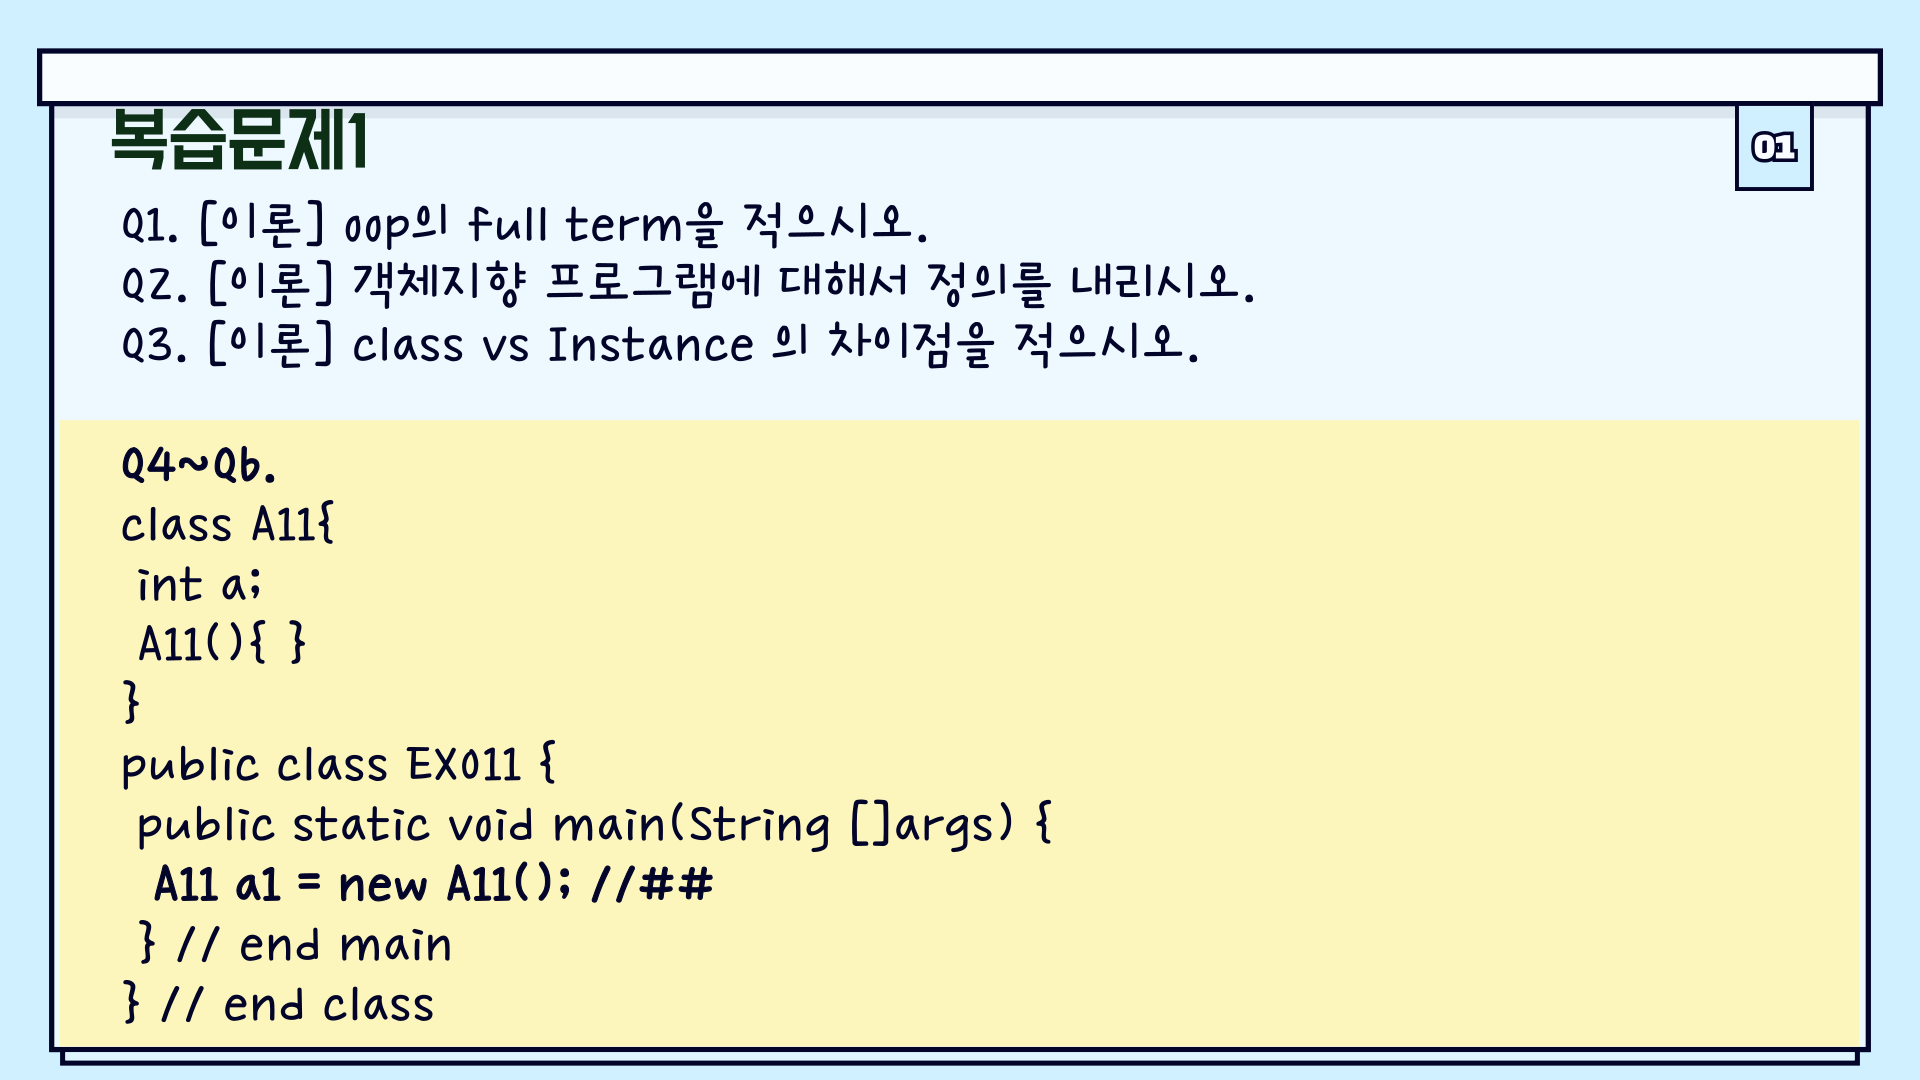 복습문제1
01
Q1. [이론] oop의 full term을 적으시오.
Q2. [이론] 객체지향 프로그램에 대해서 정의를 내리시오.
Q3. [이론] class vs Instance 의 차이점을 적으시오.
Q4~Q6.
class A11{
 int a;
 A11(){ }
}
public class EX011 {
 public static void main(String []args) {
  A11 a1 = new A11(); //##
 } // end main
} // end class